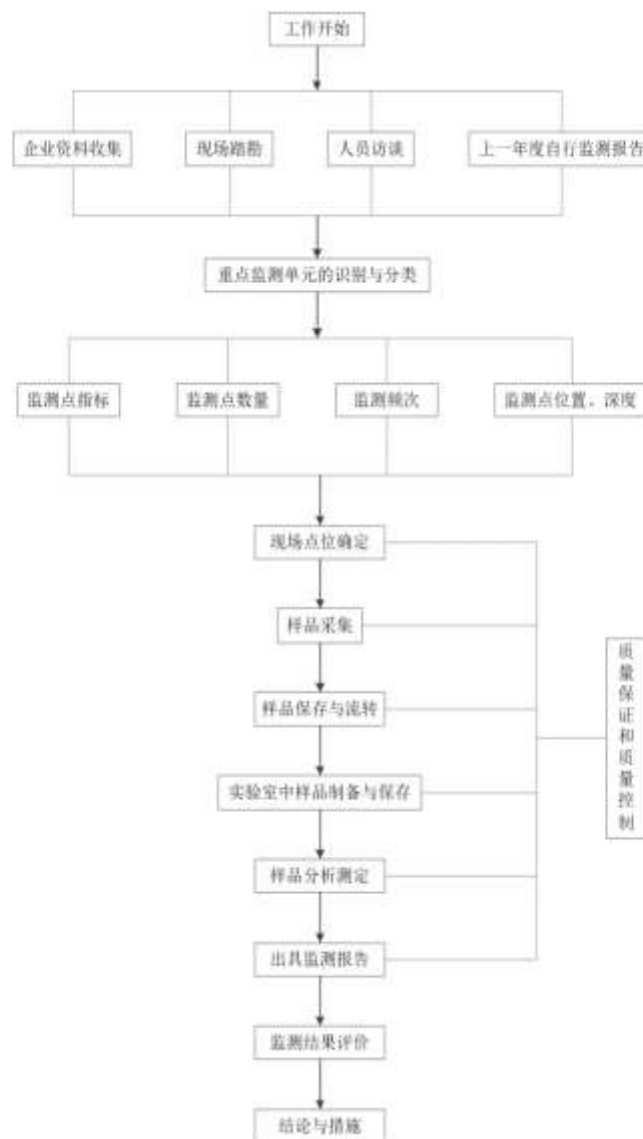 工作开始
企业资料收集
现场踏勘
人员访谈
上一年度自行监测报告
重点监测单元的识别与分类
监测点指标
监测点数量
监测频次
监测点位置、深度
现场点位确定
样品采集
样品保存与流转
实验室中样品制备与保存
样品分析测定
出具监测报告
质量保证和质量控制
监测结果评价
结论与措施